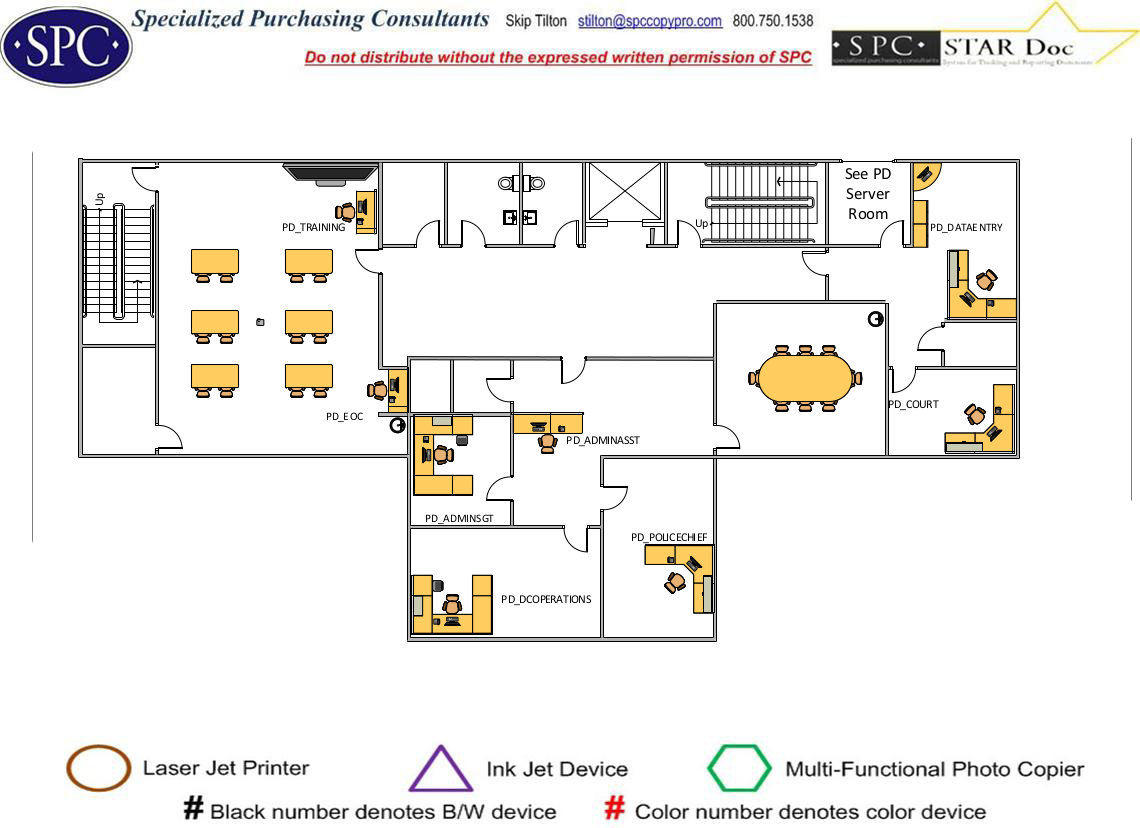 Specialized Purchasing Consultants Skip Tilton stilton@spccopypro.com 800.750.1538
·SPC·
Do not distribute without the expressed written permission of SPC
·SPC· STAR Doc
specialized purchasing consultants System for Tracking and Reporting Documents
See PD
Server
Room
Up
Up
PD_TRAINING
PD_DATAENTRY
PD_COURT
PD_EOC
PD_ADMINASST
PD_ADMINSGT
PD_POLICECHIEF
PD_DCOPERATIONS
Laser Jet Printer Ink Jet Device Multi-Functional Photo Copier
# Black number denotes B/W device # Color number denotes color device